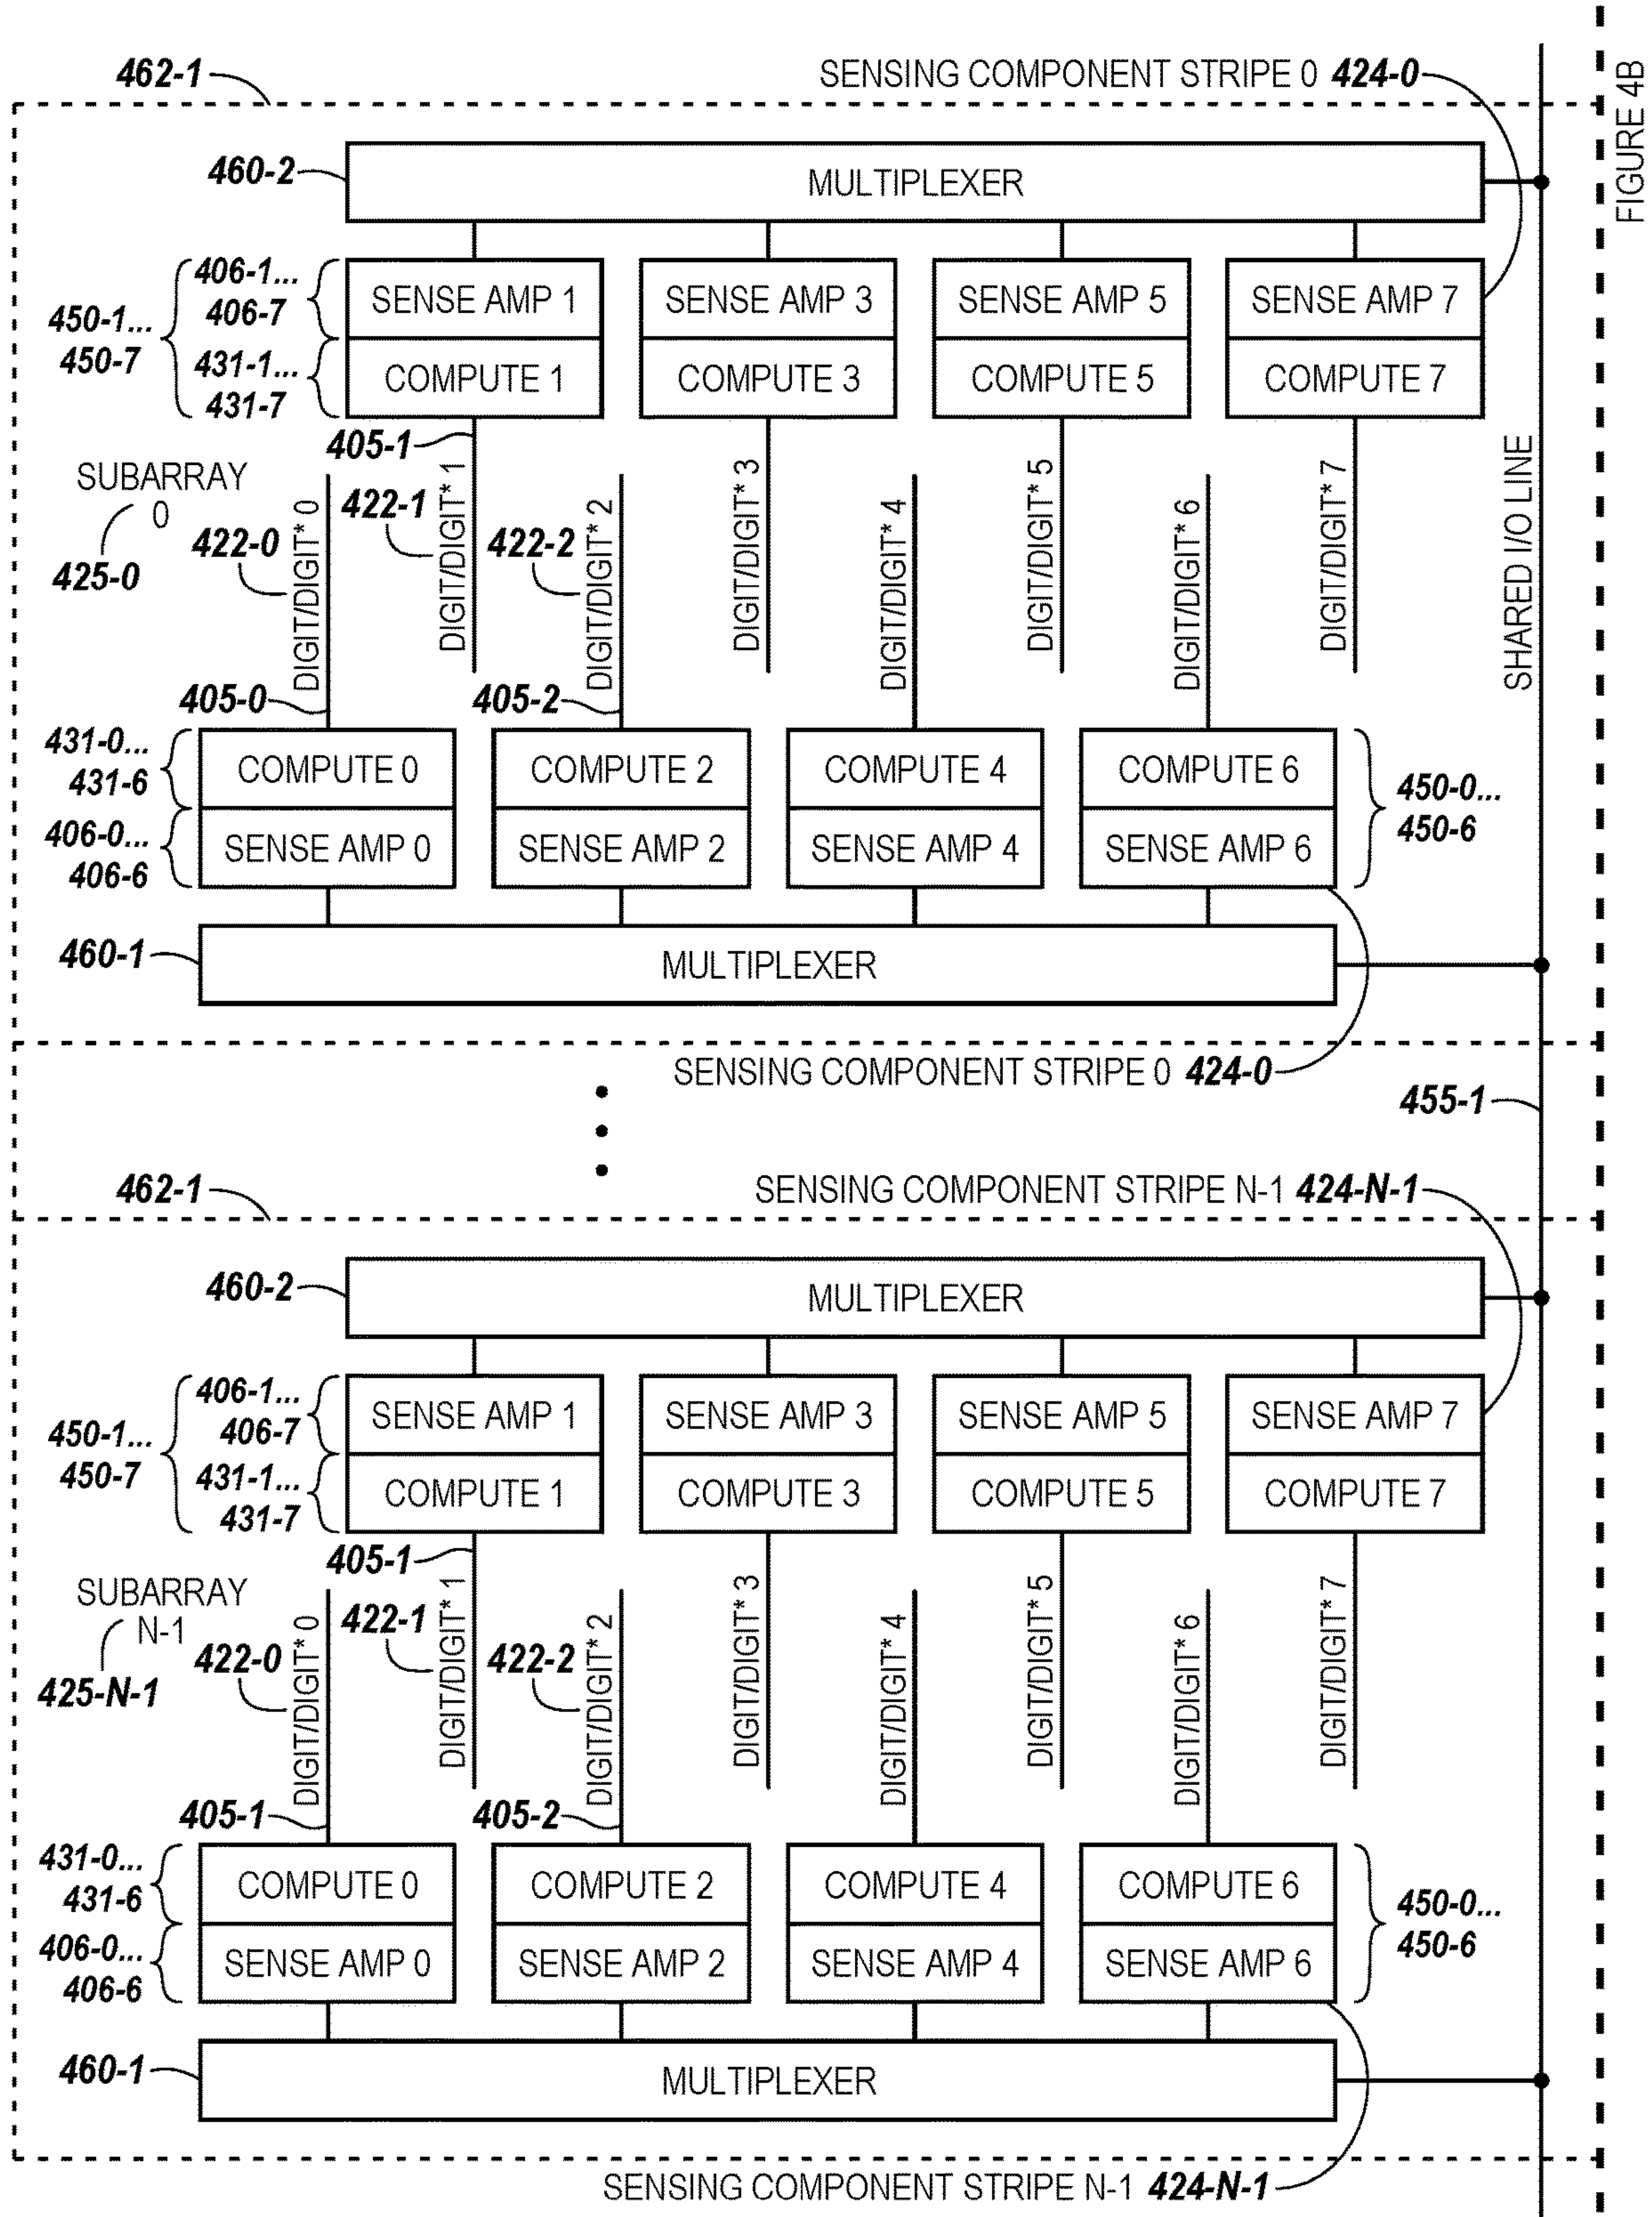 FIGURE 4B
462-1
SENSING COMPONENT STRIPE 0 424-0
460-2
MULTIPLEXER
450-1...
450-7
406-1...
406-7
431-1...
431-7
SENSE AMP 1
COMPUTE 1
SENSE AMP 3
COMPUTE 3
SENSE AMP 5
COMPUTE 5
SENSE AMP 7
COMPUTE 7
405-1
SUBARRAY
0
425-0
422-0
DIGIT/DIGIT* 0
422-1
DIGIT/DIGIT* 1
422-2
DIGIT/DIGIT* 2
DIGIT/DIGIT* 3
DIGIT/DIGIT* 4
DIGIT/DIGIT* 5
DIGIT/DIGIT* 6
DIGIT/DIGIT* 7
SHARED I/O LINE
405-0
405-2
431-0...
431-6
406-0...
406-6
COMPUTE 0
SENSE AMP 0
COMPUTE 2
SENSE AMP 2
COMPUTE 4
SENSE AMP 4
COMPUTE 6
SENSE AMP 6
450-0...
450-6
460-1
MULTIPLEXER
SENSING COMPONENT STRIPE 0 424-0
455-1
462-1
SENSING COMPONENT STRIPE N-1 424-N-1
460-2
MULTIPLEXER
450-1...
450-7
406-1...
406-7
431-1...
431-7
SENSE AMP 1
COMPUTE 1
SENSE AMP 3
COMPUTE 3
SENSE AMP 5
COMPUTE 5
SENSE AMP 7
COMPUTE 7
405-1
SUBARRAY
N-1
425-N-1
422-0
DIGIT/DIGIT* 0
422-1
DIGIT/DIGIT* 1
422-2
DIGIT/DIGIT* 2
DIGIT/DIGIT* 3
DIGIT/DIGIT* 4
DIGIT/DIGIT* 5
DIGIT/DIGIT* 6
DIGIT/DIGIT* 7
405-1
405-2
431-0...
431-6
406-0...
406-6
COMPUTE 0
SENSE AMP 0
COMPUTE 2
SENSE AMP 2
COMPUTE 4
SENSE AMP 4
COMPUTE 6
SENSE AMP 6
450-0...
450-6
460-1
MULTIPLEXER
SENSING COMPONENT STRIPE N-1 424-N-1